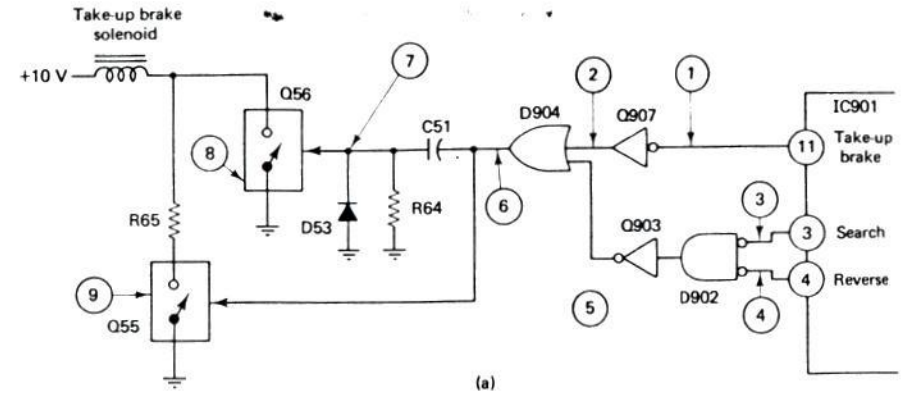 Take-up brake
solenoid
+10 V
Q56
7
2
1
IC901
D904
Q907
C51
11
Take-up
brake
8
R65
D53
R64
6
Q903
3
3
Search
9
Q55
5
D902
4
4
Reverse
(a)